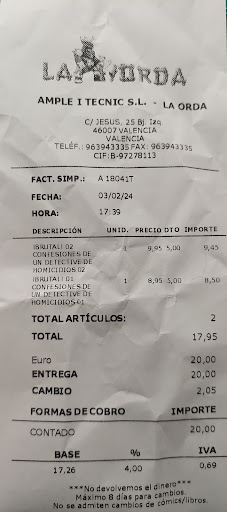 LA HORDA
AMPLE I TECNIC S.L. - LA ORDA
C/ JESUS, 25 Bj. Izq.
46007 VALENCIA
VALENCIA
TELÉF.: 963943335 FAX: 963943335
CIF:B-97278113
FACT. SIMP.: A 18041T
FECHA: 03/02/24
HORA: 17:39
DESCRIPCIÓN UNID. PRECIO DTO IMPORTE
¡BRUTAL! 02 1 9,95 5,00 9,45
CONFESIONES DE
UN DETECTIVE DE
HOMICIDIOS 02
¡BRUTAL! 01 1 8,95 5,00 8,50
CONFESIONES DE
UN DETECTIVE DE
HOMICIDIOS 01
TOTAL ARTÍCULOS: 2
TOTAL 17,95
Euro 20,00
ENTREGA 20,00
CAMBIO 2,05
FORMAS DE COBRO IMPORTE
CONTADO 20,00
BASE % IVA
17,26 4,00 0,69
***No devolvemos el dinero***
Máximo 8 días para cambios.
No se admiten cambios de cómics/libros.